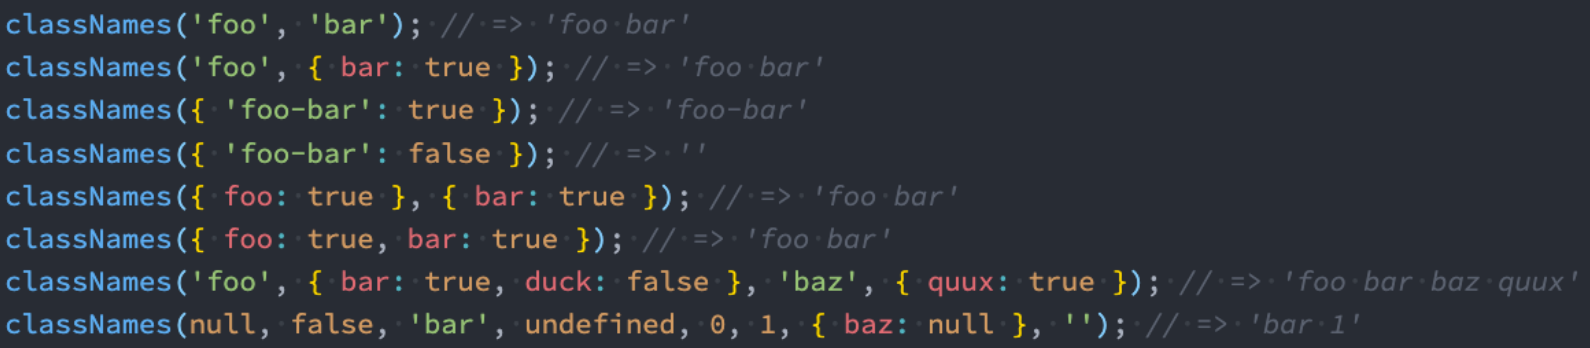 classNames('foo', 'bar'); // => 'foo bar'
classNames('foo', { bar: true }); // => 'foo bar'
classNames({ 'foo-bar': true }); // => 'foo-bar'
classNames({ 'foo-bar': false }); // => ''
classNames({ foo: true }, { bar: true }); // => 'foo bar'
classNames({ foo: true, bar: true }); // => 'foo bar'
classNames('foo', { bar: true, duck: false }, 'baz', { quux: true }); // => 'foo bar baz quux'
classNames(null, false, 'bar', undefined, 0, 1, { baz: null }, ''); // => 'bar 1'